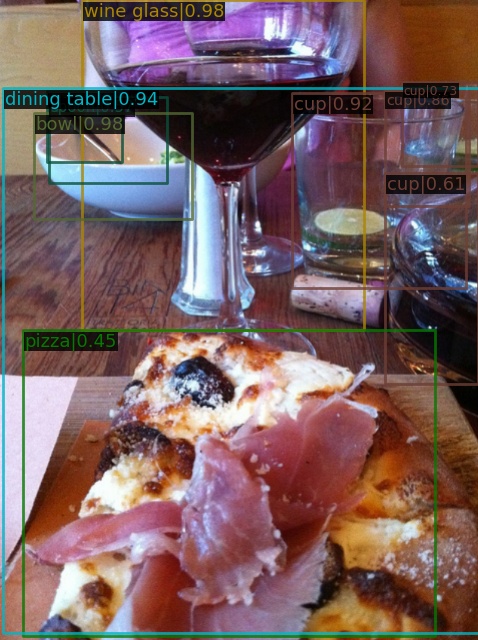 wine glass|0.98
cup|0.73
dining table|0.94
cup|0.92
cup|0.86
bowl|0.98
cup|0.61
pizza|0.45